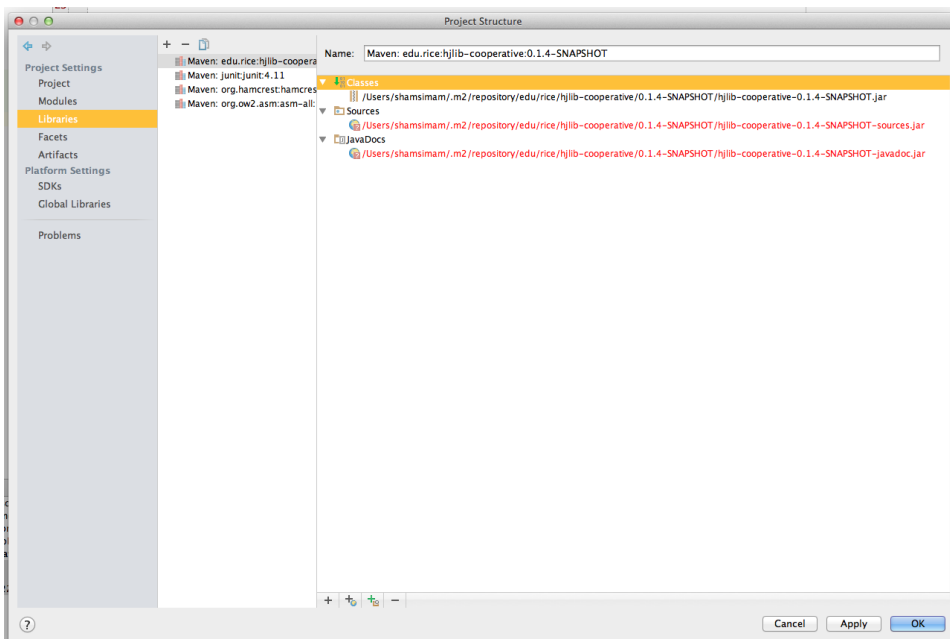 Project Structure
Project Settings
Project
Modules
Libraries
Facets
Artifacts
Platform Settings
SDKs
Global Libraries
Problems
Maven: edu.rice:hjlib-coopera
Maven: junit:junit:4.11
Maven: org.hamcrest:hamcres
Maven: org.ow2.asm:asm-all:
Name: Maven: edu.rice:hjlib-cooperative:0.1.4-SNAPSHOT
Classes
/Users/shamsimam/.m2/repository/edu/rice/hjlib-cooperative/0.1.4-SNAPSHOT/hjlib-cooperative-0.1.4-SNAPSHOT.jar
Sources
/Users/shamsimam/.m2/repository/edu/rice/hjlib-cooperative/0.1.4-SNAPSHOT/hjlib-cooperative-0.1.4-SNAPSHOT-sources.jar
JavaDocs
/Users/shamsimam/.m2/repository/edu/rice/hjlib-cooperative/0.1.4-SNAPSHOT/hjlib-cooperative-0.1.4-SNAPSHOT-javadoc.jar
? Cancel Apply OK